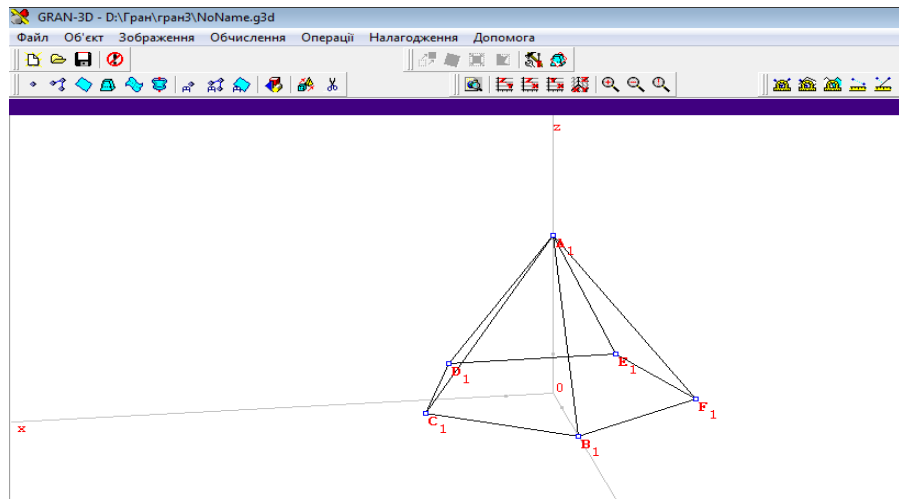 GRAN-3D - D:\Гран\гран3\NoName.g3d
Файл Об'єкт Зображення Обчислення Операції Налагодження Допомога
z
A1
D1
E1
0
F1
C1
x
B1